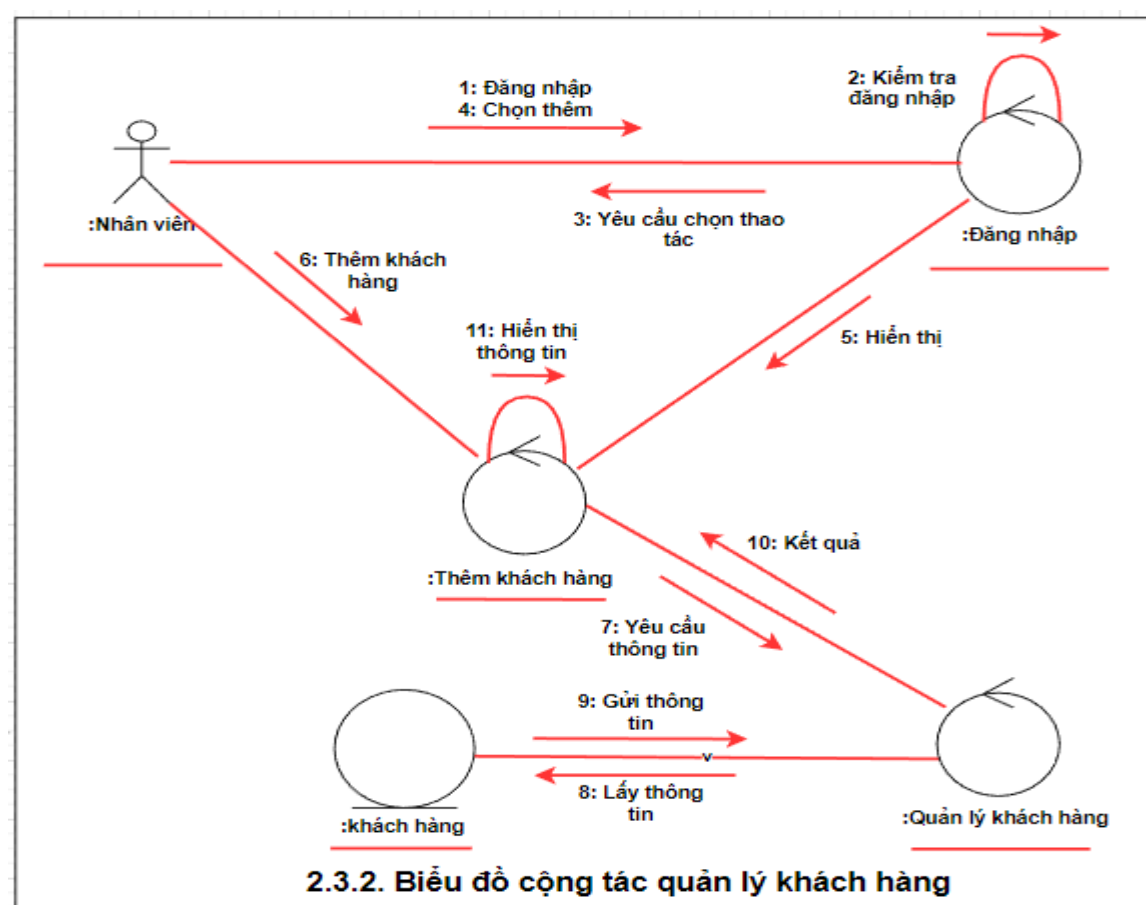 1: Đăng nhập
4: Chọn thêm
2: Kiểm tra
đăng nhập
3: Yêu cầu chọn thao
tác
:Nhân viên
:Đăng nhập
6: Thêm khách
hàng
11: Hiển thị
thông tin
5: Hiển thị
10: Kết quả
:Thêm khách hàng
7: Yêu cầu
thông tin
9: Gửi thông
tin
v
8: Lấy thông
tin
:khách hàng
:Quản lý khách hàng
2.3.2. Biểu đồ cộng tác quản lý khách hàng